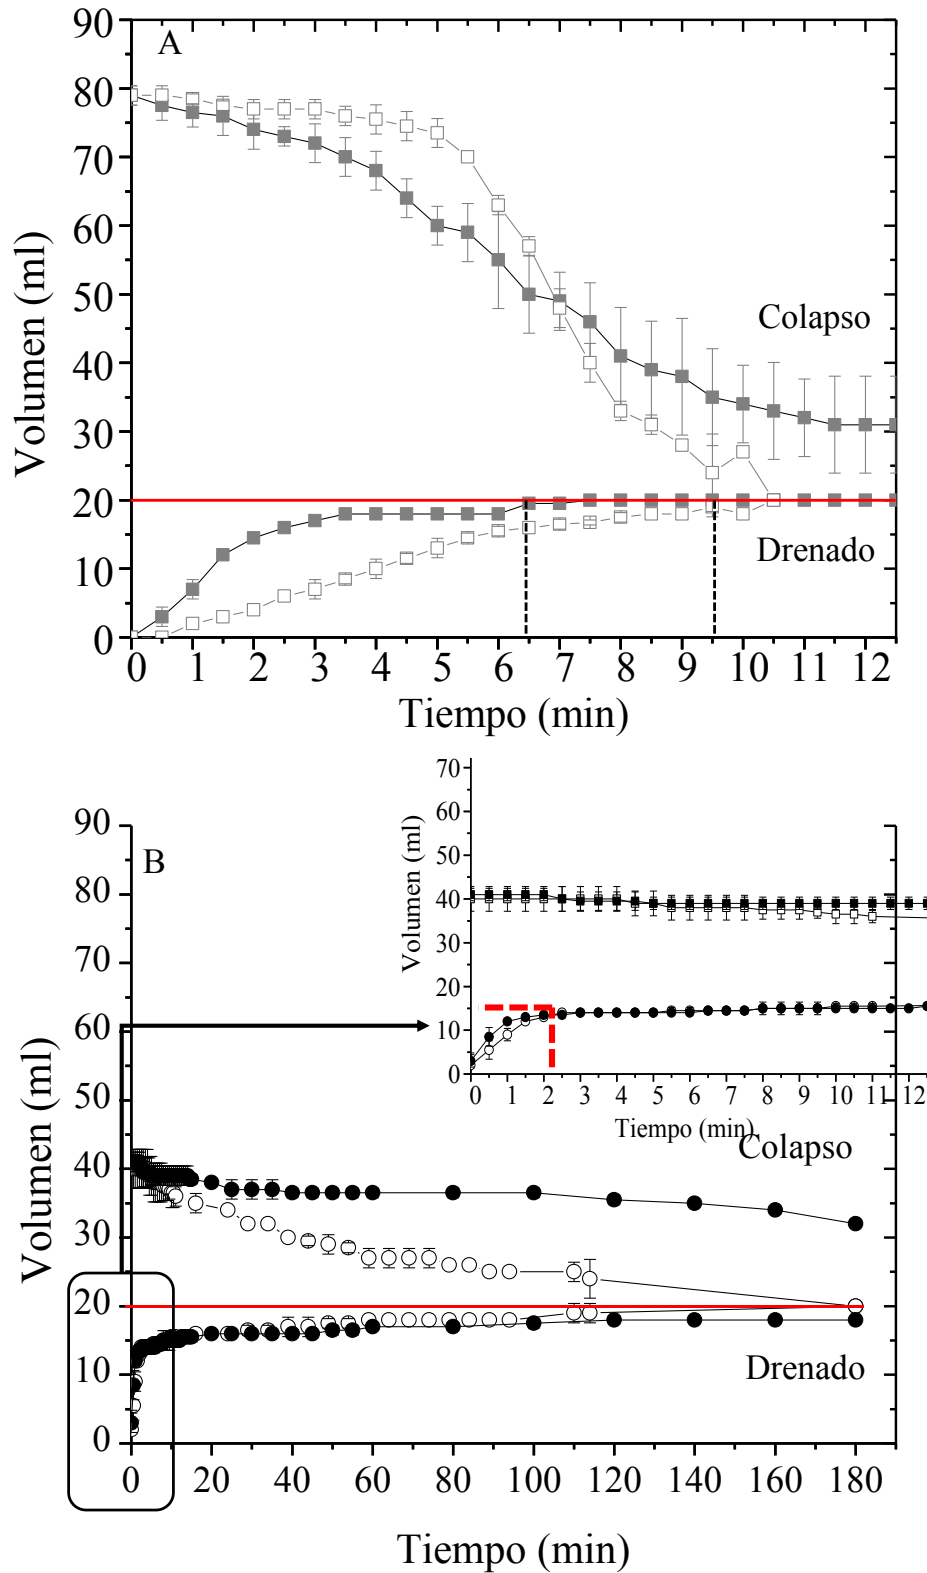 A
90
80
70
60
50
40
30
20
10
0
Volumen (ml)
Colapso
Drenado
0 1 2 3 4 5 6 7 8 9 10 11 12
Tiempo (min)
B
90
80
70
60
50
40
30
20
10
0
Volumen (ml)
70
60
50
40
30
20
10
0
Volumen (ml)
0 1 2 3 4 5 6 7 8 9 10 11 12
Tiempo (min)
Colapso
Drenado
0 20 40 60 80 100 120 140 160 180
Tiempo (min)